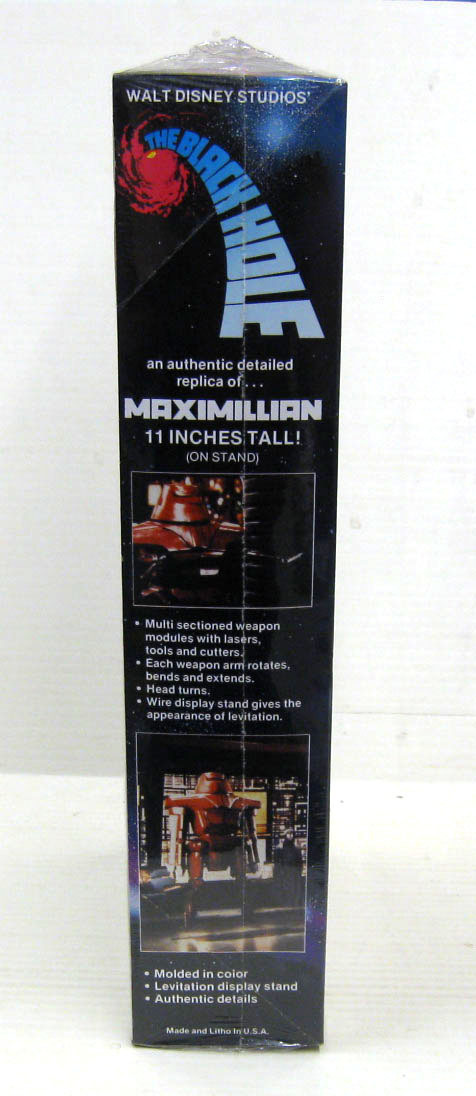 WALT DISNEY STUDIOS'
THE BLACK HOLE
an authentic detailed
replica of...
MAXIMILLIAN
11 INCHES TALL!
(ON STAND)
• Multi sectioned weapon
modules with lasers,
tools and cutters.
• Each weapon arm rotates,
bends and extends.
• Head turns.
• Wire display stand gives the
appearance of levitation.
• Molded in color
• Levitation display stand
• Authentic details
Made and Litho In U.S.A.